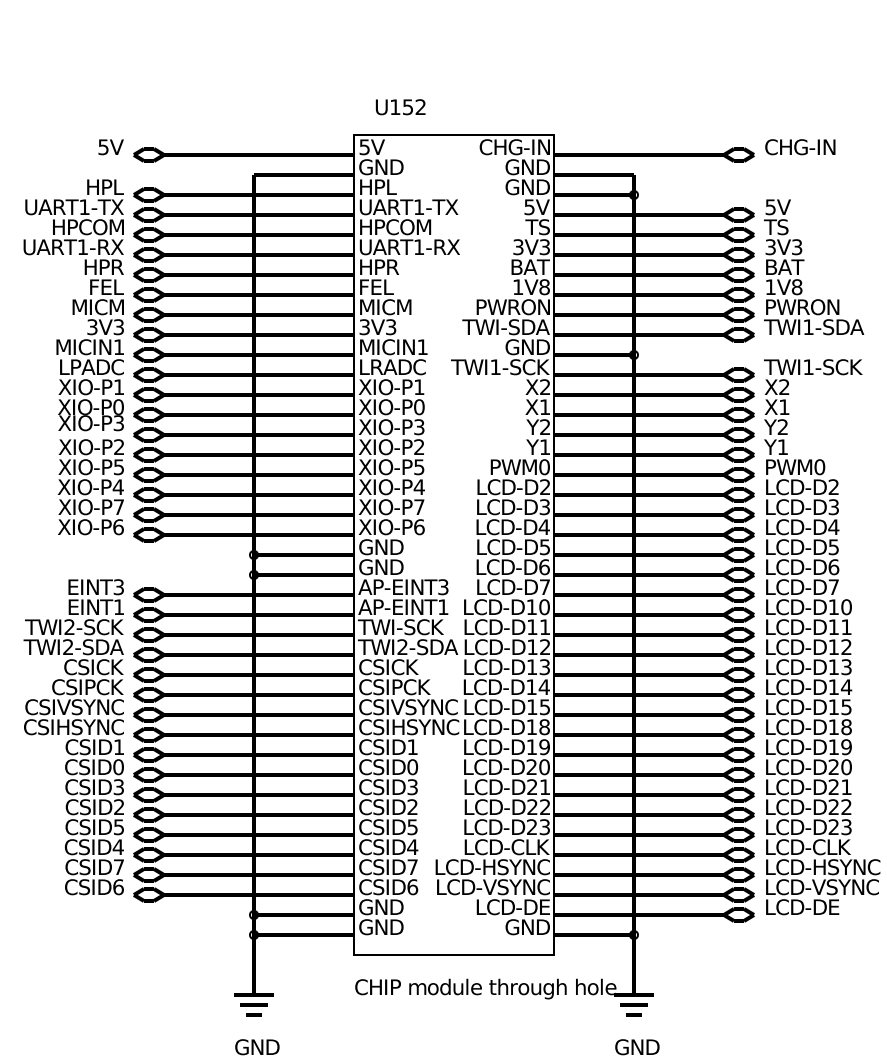 U152
5V 5V CHG-IN CHG-IN
GND GND
HPL HPL GND
UART1-TX UART1-TX 5V 5V
HPCOM HPCOM TS TS
UART1-RX UART1-RX 3V3 3V3
HPR HPR BAT BAT
FEL FEL 1V8 1V8
MICM MICM PWRON PWRON
3V3 3V3 TWI-SDA TWI1-SDA
MICIN1 MICIN1 GND
LPADC LRADC TWI1-SCK TWI1-SCK
XIO-P1 XIO-P1 X2 X2
XIO-P0 XIO-P0 X1 X1
XIO-P3 XIO-P3 Y2 Y2
XIO-P2 XIO-P2 Y1 Y1
XIO-P5 XIO-P5 PWM0 PWM0
XIO-P4 XIO-P4 LCD-D2 LCD-D2
XIO-P7 XIO-P7 LCD-D3 LCD-D3
XIO-P6 XIO-P6 LCD-D4 LCD-D4
GND LCD-D5 LCD-D5
GND LCD-D6 LCD-D6
EINT3 AP-EINT3 LCD-D7 LCD-D7
EINT1 AP-EINT1 LCD-D10 LCD-D10
TWI2-SCK TWI-SCK LCD-D11 LCD-D11
TWI2-SDA TWI2-SDA LCD-D12 LCD-D12
CSICK CSICK LCD-D13 LCD-D13
CSIPCK CSIPCK LCD-D14 LCD-D14
CSIVSYNC CSIVSYNC LCD-D15 LCD-D15
CSIHSYNC CSIHSYNC LCD-D18 LCD-D18
CSID1 CSID1 LCD-D19 LCD-D19
CSID0 CSID0 LCD-D20 LCD-D20
CSID3 CSID3 LCD-D21 LCD-D21
CSID2 CSID2 LCD-D22 LCD-D22
CSID5 CSID5 LCD-D23 LCD-D23
CSID4 CSID4 LCD-CLK LCD-CLK
CSID7 CSID7 LCD-HSYNC LCD-HSYNC
CSID6 CSID6 LCD-VSYNC LCD-VSYNC
GND LCD-DE LCD-DE
GND GND
CHIP module through hole
GND GND